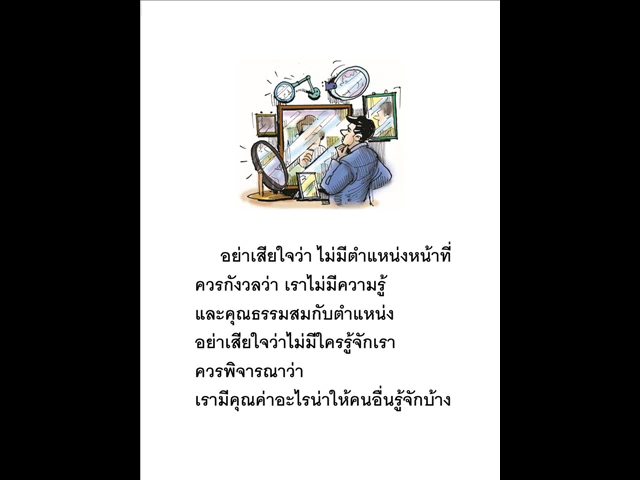 อย่าเสียใจว่า ไม่มีตำแหน่งหน้าที่
ควรกังวลว่า เราไม่มีความรู้
และคุณธรรมสมกับตำแหน่ง
อย่าเสียใจว่าไม่มีใครรู้จักเรา
ควรพิจารณาว่า
เรามีคุณค่าอะไรน่าให้คนอื่นรู้จักบ้าง